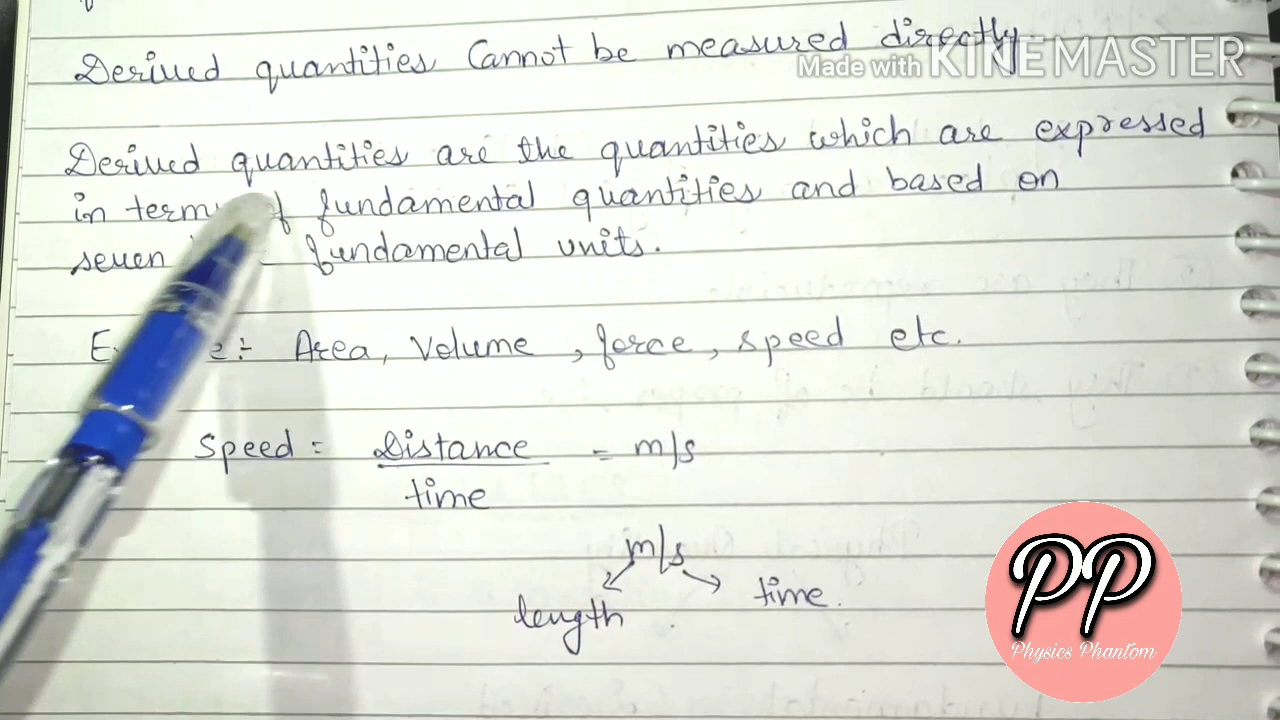 Derived quantities Cannot be measured directly.
Made with KINEMASTER
Derived quantities are the quantities which are expressed
in terms of fundamental quantities and based on
seven fundamental units.
Area, Volume, force, speed etc.
Speed = Distance / time = m/s
m/s
length time.
PP
Physics Phantom